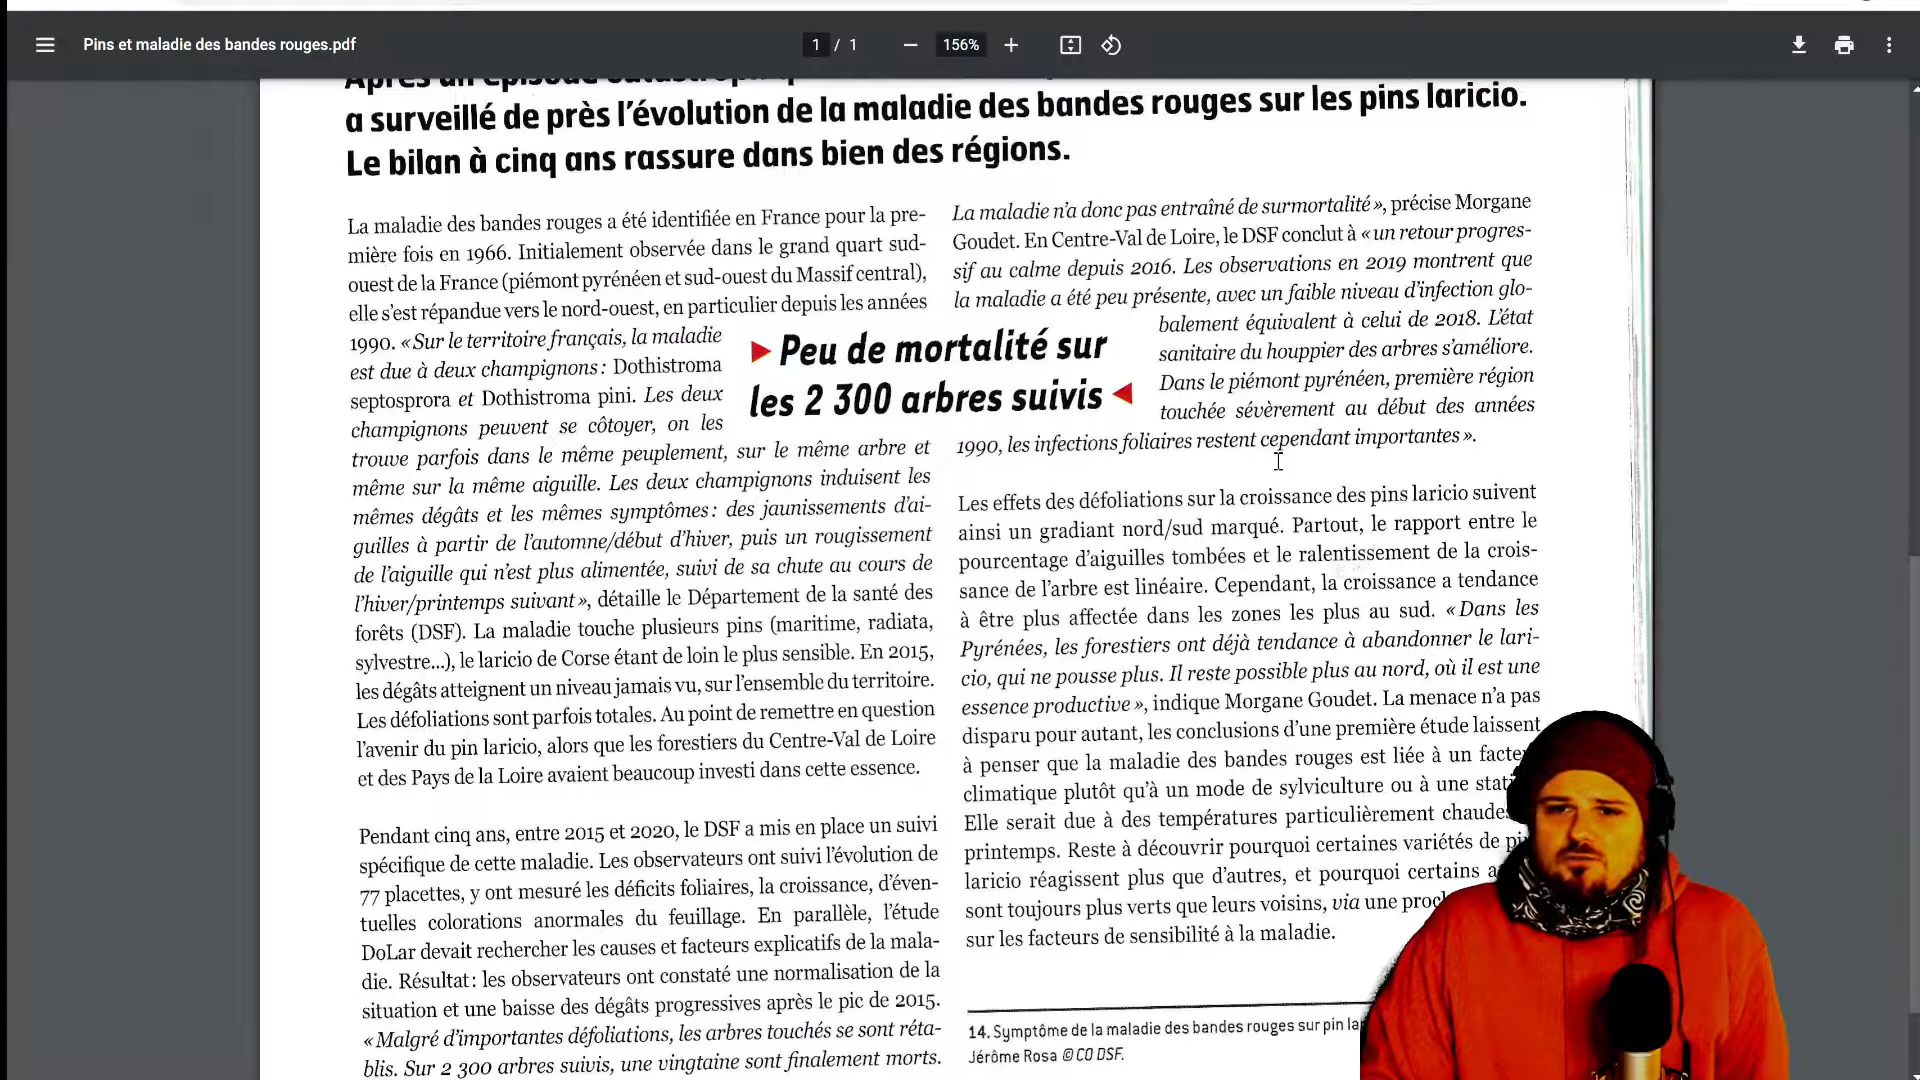 Pins et maladie des bandes rouges.pdf
1 / 1
156%
a surveillé de près l'évolution de la maladie des bandes rouges sur les pins laricio.
Le bilan à cinq ans rassure dans bien des régions.
La maladie des bandes rouges a été identifiée en France pour la pre-
mière fois en 1966. Initialement observée dans le grand quart sud-
ouest de la France (piémont pyrénéen et sud-ouest du Massif central),
elle s'est répandue vers le nord-ouest, en particulier depuis les années
1990. «Sur le territoire français, la maladie
est due à deux champignons: Dothistroma
septosprora et Dothistroma pini. Les deux
champignons peuvent se côtoyer, on les
trouve parfois dans le même peuplement, sur le même arbre et
même sur la même aiguille. Les deux champignons induisent les
mêmes dégâts et les mêmes symptômes: des jaunissements d'ai-
guilles à partir de l'automne/début d'hiver, puis un rougissement
de l'aiguille qui n'est plus alimentée, suivi de sa chute au cours de
l'hiver/printemps suivant», détaille le Département de la santé des
forêts (DSF). La maladie touche plusieurs pins (maritime, radiata,
sylvestre...), le laricio de Corse étant de loin le plus sensible. En 2015,
les dégâts atteignent un niveau jamais vu, sur l'ensemble du territoire.
Les défoliations sont parfois totales. Au point de remettre en question
l'avenir du pin laricio, alors que les forestiers du Centre-Val de Loire
et des Pays de la Loire avaient beaucoup investi dans cette essence.
Pendant cinq ans, entre 2015 et 2020, le DSF a mis en place un suivi
spécifique de cette maladie. Les observateurs ont suivi l'évolution de
77 placettes, y ont mesuré les déficits foliaires, la croissance, d'éven-
tuelles colorations anormales du feuillage. En parallèle, l'étude
DoLar devait rechercher les causes et facteurs explicatifs de la mala-
die. Résultat: les observateurs ont constaté une normalisation de la
situation et une baisse des dégâts progressives après le pic de 2015.
«Malgré d'importantes défoliations, les arbres touchés se sont réta-
blis. Sur 2 300 arbres suivis, une vingtaine sont finalement morts.
Peu de mortalité sur
les 2 300 arbres suivis
La maladie n'a donc pas entraîné de surmortalité», précise Morgane
Goudet. En Centre-Val de Loire, le DSF conclut à «un retour progres-
sif au calme depuis 2016. Les observations en 2019 montrent que
la maladie a été peu présente, avec un faible niveau d'infection glo-
balement équivalent à celui de 2018. L'état
sanitaire du houppier des arbres s'améliore.
Dans le piémont pyrénéen, première région
touchée sévèrement au début des années
1990, les infections foliaires restent cependant importantes».
Les effets des défoliations sur la croissance des pins laricio suivent
ainsi un gradiant nord/sud marqué. Partout, le rapport entre le
pourcentage d'aiguilles tombées et le ralentissement de la crois-
sance de l'arbre est linéaire. Cependant, la croissance a tendance
à être plus affectée dans les zones les plus au sud. «Dans les
Pyrénées, les forestiers ont déjà tendance à abandonner le lari-
cio, qui ne pousse plus. Il reste possible plus au nord, où il est une
essence productive», indique Morgane Goudet. La menace n'a pas
disparu pour autant, les conclusions d'une première étude laissent
à penser que la maladie des bandes rouges est liée à un
climatique plutôt qu'à un mode de sylviculture ou à une
Elle serait due à des températures particulièrement chaudes
printemps. Reste à découvrir pourquoi certaines variétés de
laricio réagissent plus que d'autres, et pourquoi certains
sont toujours plus verts que leurs voisins, via une
sur les facteurs de sensibilité à la maladie.
14. Symptôme de la maladie des bandes rouges sur pin
Jérôme Rosa © CO DSF.